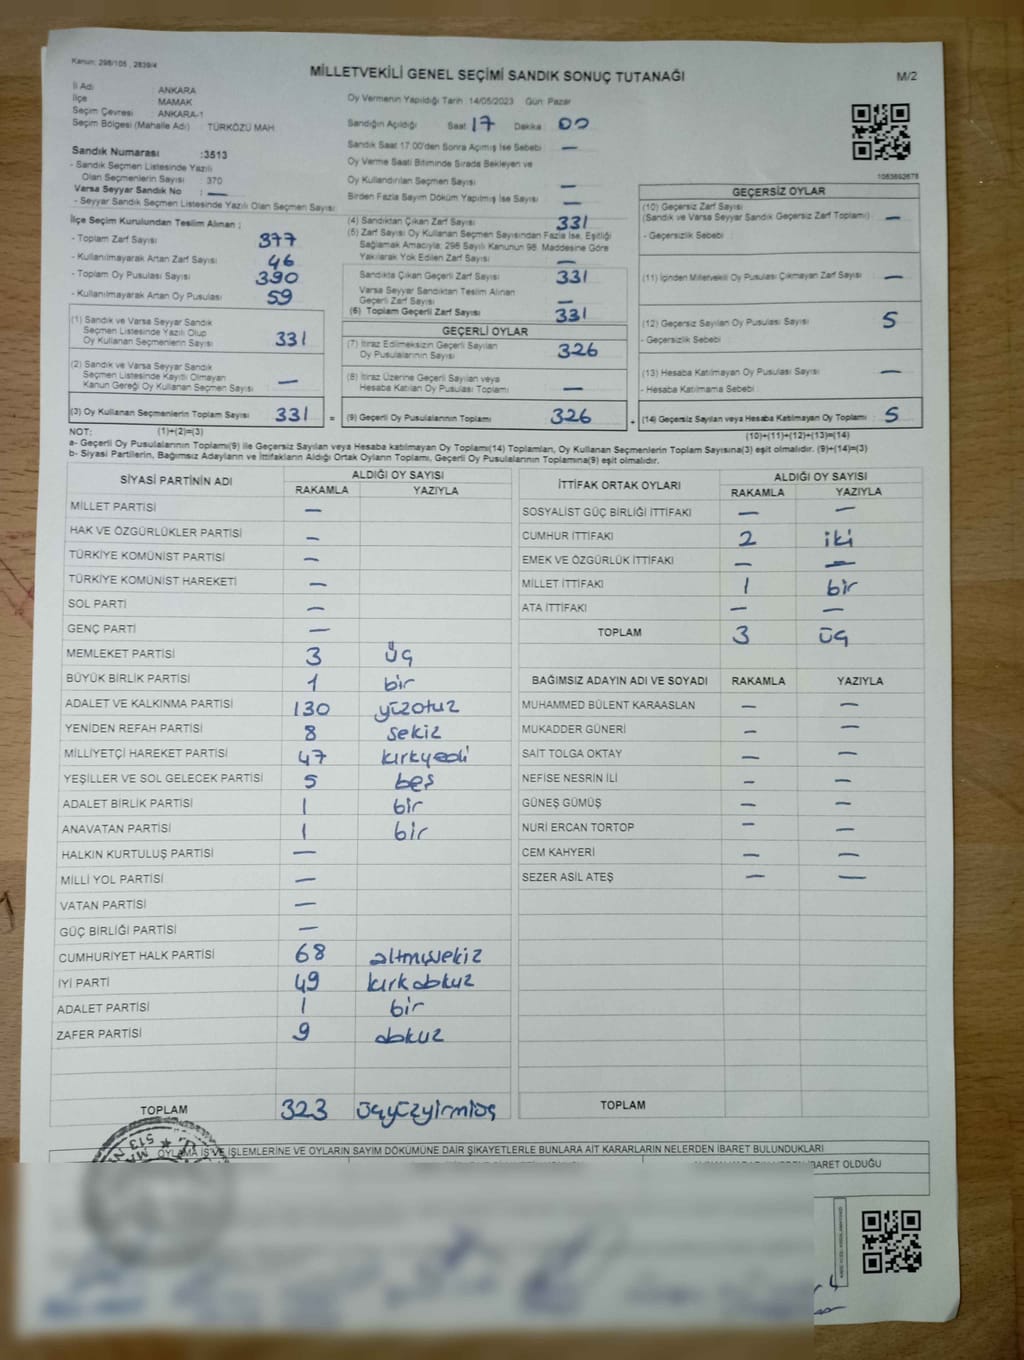 Kanun: 298/105 , 2839/4
MİLLETVEKİLİ GENEL SEÇİMİ SANDIK SONUÇ TUTANAĞI
M/2
İl Adı ANKARA
İlçe MAMAK
Seçim Çevresi ANKARA-1
Seçim Bölgesi (Mahalle Adı) : TÜRKÖZÜ MAH
Oy Vermenin Yapıldığı Tarih : 14/05/2023 Gün: Pazar
Sandığın Açıldığı Saat 17 Dakika 00
Sandık Saat 17:00'den Sonra Açımış İse Sebebi —
Oy Verme Saati Bitiminde Sırada Bekleyen ve
Oy Kullandırılan Seçmen Sayısı —
Birden Fazla Sayım Döküm Yapılmış İse Sayısı —
Sandık Numarası :3513
- Sandık Seçmen Listesinde Yazılı
Olan Seçmenlerin Sayısı : 370
Varsa Seyyar Sandık No : —
- Seyyar Sandık Listesinde Yazılı Olan Seçmen Sayısı:
İlçe Seçim Kurulundan Teslim Alınan ;
- Toplam Zarf Sayısı 377
- Kullanılmayarak Artan Zarf Sayısı 46
- Toplam Oy Pusulası Sayısı 390
- Kullanılmayarak Artan Oy Pusulası 59
(1) Sandık ve Varsa Seyyar Sandık
Seçmen Listesinde Yazılı Olup
Oy Kullanan Seçmenlerin Sayısı 331
(2) Sandık ve Varsa Seyyar Sandık
Seçmen Listesinde Kayıtlı Olmayan
Kanun Gereği Oy Kullanan Seçmen Sayısı —
(3) Oy Kullanan Seçmenlerin Toplam Sayısı 331 =
(4) Sandıktan Çıkan Zarf Sayısı 331
(5) Zarf Sayısı Oy Kullanan Seçmen Sayısından Fazla İse, Eşitliği
Sağlamak Amacıyla, 298 Sayılı Kanunun 98. Maddesine Göre
Yakılarak Yok Edilen Zarf Sayısı —
Sandıkta Çıkan Geçerli Zarf Sayısı 331
Varsa Seyyar Sandıktan Teslim Alınan
Geçerli Zarf Sayısı —
(6) Toplam Geçerli Zarf Sayısı 331
GEÇERLİ OYLAR
(7) İtiraz Edilmeksizin Geçerli Sayılan
Oy Pusulalarının Sayısı 326
(8) İtiraz Üzerine Geçerli Sayılan veya
Hesaba Katılan Oy Pusulası Toplamı —
(9) Geçerli Oy Pusulalarının Toplamı 326 +
1063692678
GEÇERSİZ OYLAR
(10) Geçersiz Zarf Sayısı
(Sandık ve Varsa Seyyar Sandık Geçersiz Zarf Toplamı) —
- Geçersizlik Sebebi :
(11) İçinden Milletvekili Oy Pusulası Çıkmayan Zarf Sayısı —
(12) Geçersiz Sayılan Oy Pusulası Sayısı 5
- Geçersizlik Sebebi
(13) Hesaba Katılmayan Oy Pusulası Sayısı —
- Hesaba Katılmama Sebebi :
(14) Geçersiz Sayılan veya Hesaba Katılmayan Oy Toplamı : 5
NOT: (1)+(2)=(3)
(10)+(11)+(12)+(13)=(14)
a- Geçerli Oy Pusulalarının Toplamı(9) ile Geçersiz Sayılan veya Hesaba katılmayan Oy Toplamı(14) Toplamları, Oy Kullanan Seçmenlerin Toplam Sayısına(3) eşit olmalıdır. (9)+(14)=(3)
b- Siyasi Partilerin, Bağımsız Adayların ve İttifakların Aldığı Ortak Oyların Toplamı, Geçerli Oy Pusulalarının Toplamına(9) eşit olmalıdır.
SİYASİ PARTİNİN ADI ALDIĞI OY SAYISI
RAKAMLA YAZIYLA
MİLLET PARTİSİ —
HAK VE ÖZGÜRLÜKLER PARTİSİ —
TÜRKİYE KOMÜNİST PARTİSİ —
TÜRKİYE KOMÜNİST HAREKETİ —
SOL PARTİ —
GENÇ PARTİ —
MEMLEKET PARTİSİ 3 üç
BÜYÜK BİRLİK PARTİSİ 1 bir
ADALET VE KALKINMA PARTİSİ 130 yüzotuz
YENİDEN REFAH PARTİSİ 8 sekiz
MİLLİYETÇİ HAREKET PARTİSİ 47 kırkyedi
YEŞİLLER VE SOL GELECEK PARTİSİ 5 beş
ADALET BİRLİK PARTİSİ 1 bir
ANAVATAN PARTİSİ 1 bir
HALKIN KURTULUŞ PARTİSİ —
MİLLİ YOL PARTİSİ —
VATAN PARTİSİ —
GÜÇ BİRLİĞİ PARTİSİ —
CUMHURİYET HALK PARTİSİ 68 altmışsekiz
İYİ PARTİ 49 kırkdokuz
ADALET PARTİSİ 1 bir
ZAFER PARTİSİ 9 dokuz
TOPLAM 323 üçyüzyirmiüç
İTTİFAK ORTAK OYLARI ALDIĞI OY SAYISI
RAKAMLA YAZIYLA
SOSYALİST GÜÇ BİRLİĞİ İTTİFAKI — —
CUMHUR İTTİFAKI 2 iki
EMEK VE ÖZGÜRLÜK İTTİFAKI — —
MİLLET İTTİFAKI 1 bir
ATA İTTİFAKI — —
TOPLAM 3 üç
BAĞIMSIZ ADAYIN ADI VE SOYADI RAKAMLA YAZIYLA
MUHAMMED BÜLENT KARAASLAN — —
MUKADDER GÜNERİ — —
SAİT TOLGA OKTAY — —
NEFİSE NESRİN İLİ — —
GÜNEŞ GÜMÜŞ — —
NURİ ERCAN TORTOP — —
CEM KAHYERİ — —
SEZER ASİL ATEŞ — —
TOPLAM
OYLAMA İŞ VE İŞLEMLERİNE VE OYLARIN SAYIM DÖKÜMÜNE DAİR ŞİKAYETLERLE BUNLARA AİT KARARLARIN NELERDEN İBARET BULUNDUKLARI
İBARET OLDUĞU